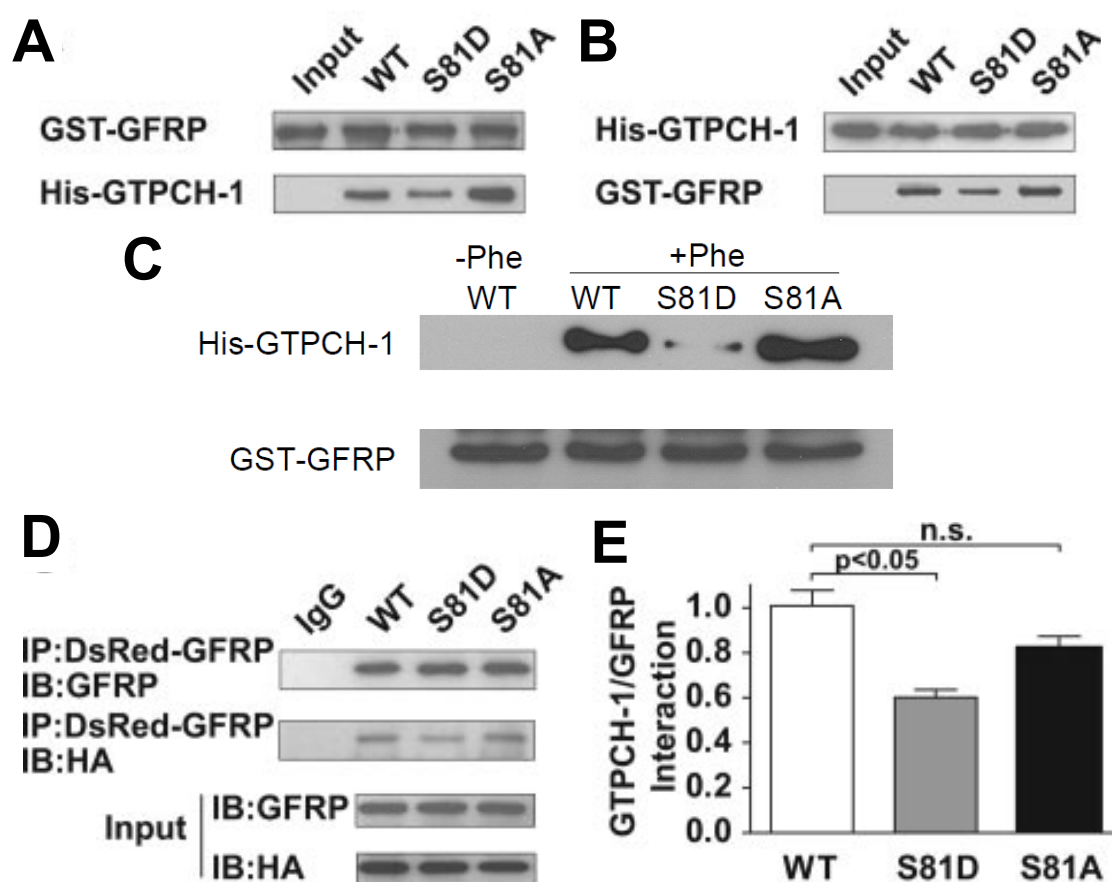 A
Input WT S81D S81A
GST-GFRP
His-GTPCH-1
B
Input WT S81D S81A
His-GTPCH-1
GST-GFRP
C
-Phe +Phe
WT WT S81D S81A
His-GTPCH-1
GST-GFRP
D
IgG WT S81D S81A
IP:DsRed-GFRP
IB:GFRP
IP:DsRed-GFRP
IB:HA
Input
IB:GFRP
IB:HA
E
n.s.
p<0.05
GTPCH-1/GFRP
Interaction
1.0
0.8
0.6
0.4
0.2
0.0
WT S81D S81A